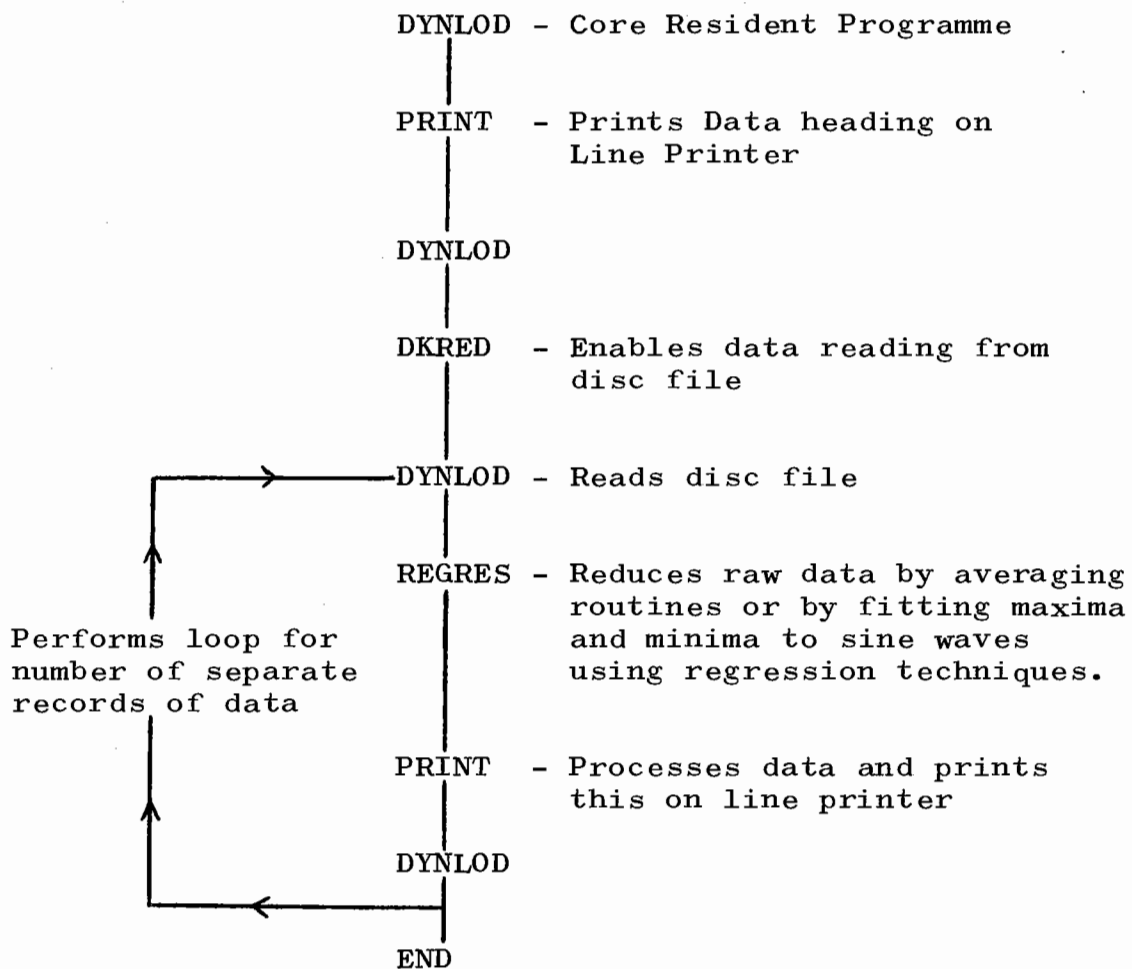 DYNLOD - Core Resident Programme
PRINT - Prints Data heading on
Line Printer
DYNLOD
DKRED - Enables data reading from
disc file
DYNLOD - Reads disc file
REGRES - Reduces raw data by averaging
routines or by fitting maxima
and minima to sine waves
using regression techniques.
Performs loop for
number of separate
records of data
PRINT - Processes data and prints
this on line printer
DYNLOD
END